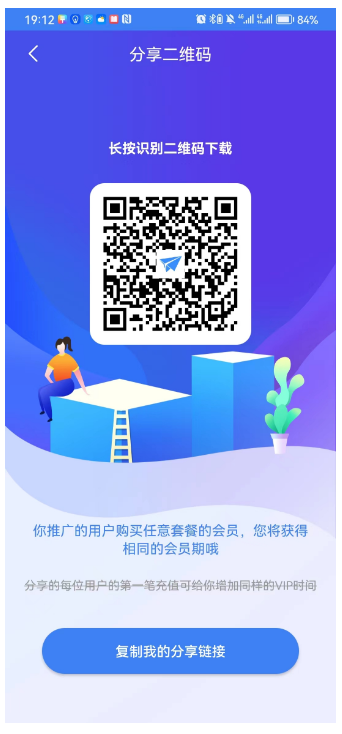 19:12
84%
分享二维码
长按识别二维码下载
你推广的用户购买任意套餐的会员，您将获得
相同的会员期哦
分享的每位用户的第一笔充值可给你增加同样的VIP时间
复制我的分享链接